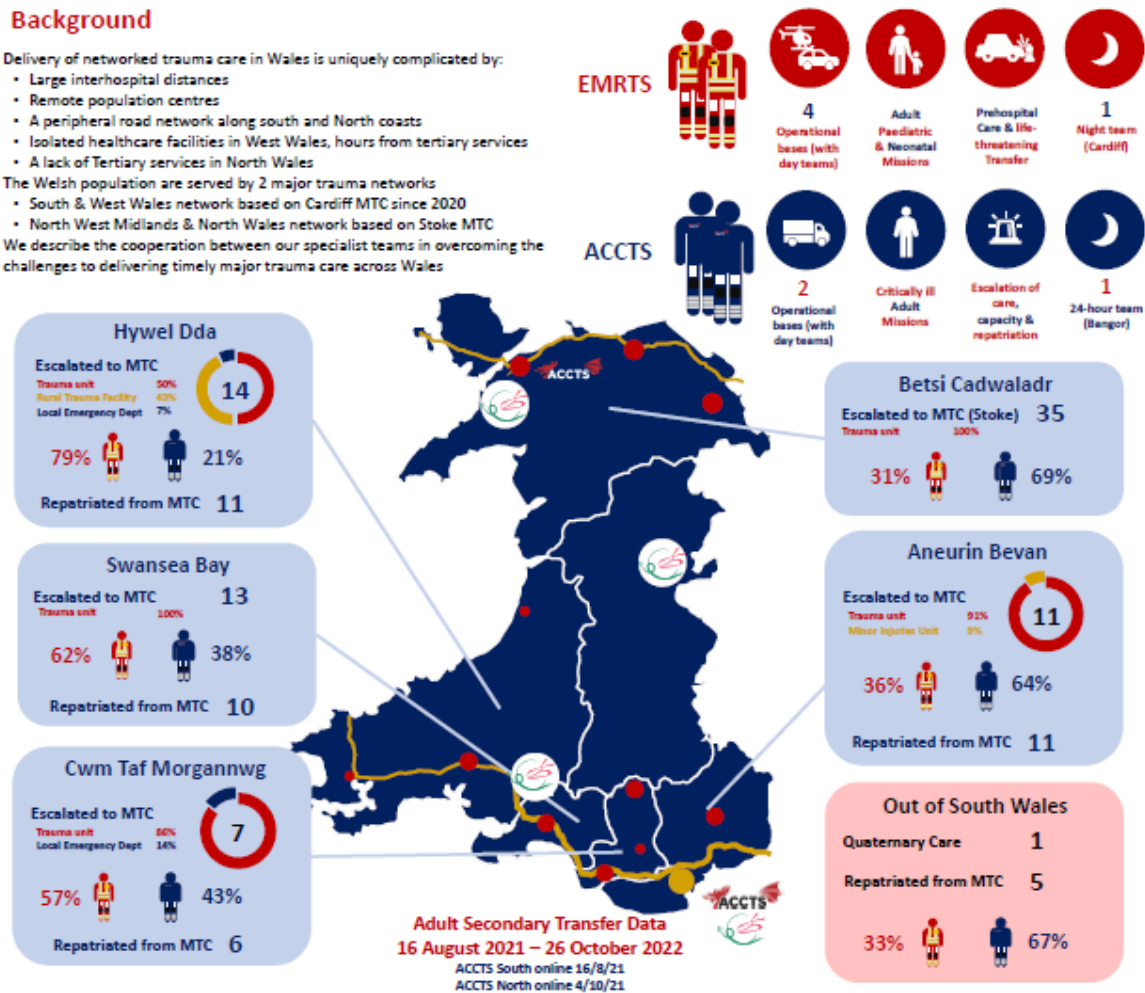 Background
Delivery of networked trauma care in Wales is uniquely complicated by:
• Large interhospital distances
• Remote population centres
• A peripheral road network along south and North coasts
• Isolated healthcare facilities in West Wales, hours from tertiary services
• A lack of Tertiary services in North Wales
The Welsh population are served by 2 major trauma networks
• South & West Wales network based on Cardiff MTC since 2020
• North West Midlands & North Wales network based on Stoke MTC
We describe the cooperation between our specialist teams in overcoming the
challenges to delivering timely major trauma care across Wales
EMRTS
4
Operational
bases (with
day teams)
Adult
Paediatric
& Neonatal
Missions
Prehospital
Care & life-
threatening
Transfer
1
Night team
(Cardiff)
ACCTS
2
Operational
bases (with
day teams)
Critically ill
Adult
Missions
Escalation of
care,
capacity &
repatriation
1
24-hour team
(Bangor)
Hywel Dda
Escalated to MTC
Trauma unit 50%
Rural Trauma Facility 43%
Local Emergency Dept 7%
14
79%
21%
Repatriated from MTC 11
Swansea Bay
Escalated to MTC 13
Trauma unit 100%
62%
38%
Repatriated from MTC 10
Cwm Taf Morgannwg
Escalated to MTC
Trauma unit 86%
Local Emergency Dept 14%
7
57%
43%
Repatriated from MTC 6
ACCTS
Betsi Cadwaladr
Escalated to MTC (Stoke) 35
Trauma unit 100%
31%
69%
Aneurin Bevan
Escalated to MTC
Trauma unit 91%
Minor Injuries Unit 9%
11
36%
64%
Repatriated from MTC 11
Out of South Wales
Quaternary Care 1
Repatriated from MTC 5
33%
67%
ACCTS
Adult Secondary Transfer Data
16 August 2021 – 26 October 2022
ACCTS South online 16/8/21
ACCTS North online 4/10/21